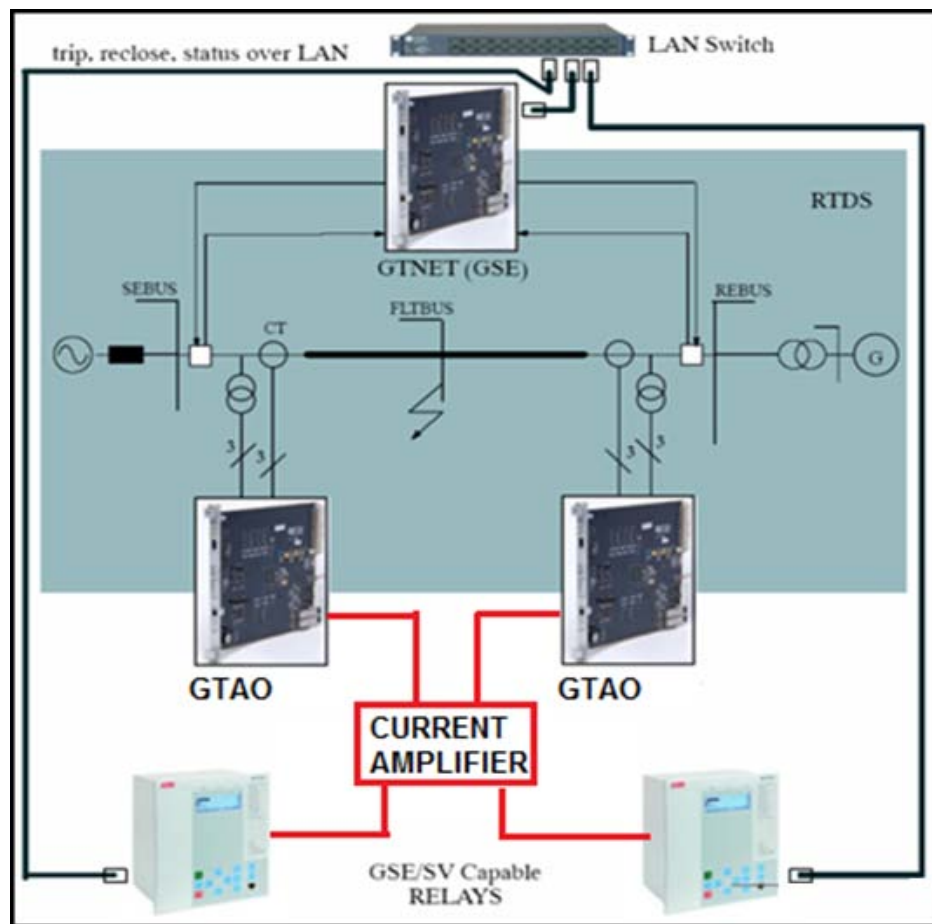 trip, reclose, status over LAN
LAN Switch
RTDS
GTNET (GSE)
SEBUS
CT
FLTBUS
REBUS
G
3
3
3
3
GTAO
GTAO
CURRENT
AMPLIFIER
GSE/SV Capable
RELAYS